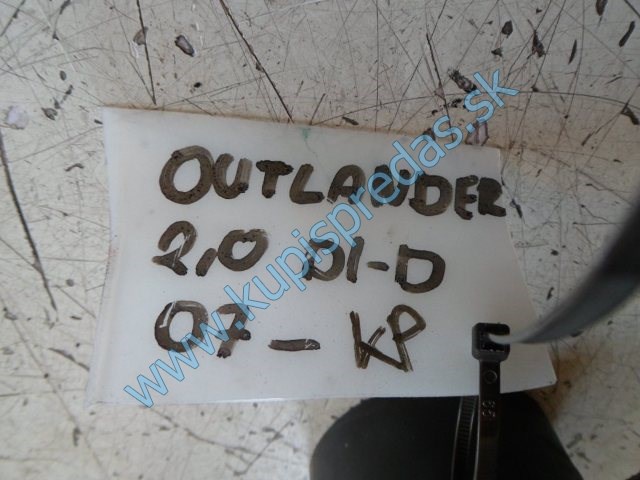 OUTLANDER
2,0 DI-D
07 - KP
www.kupispredas.sk